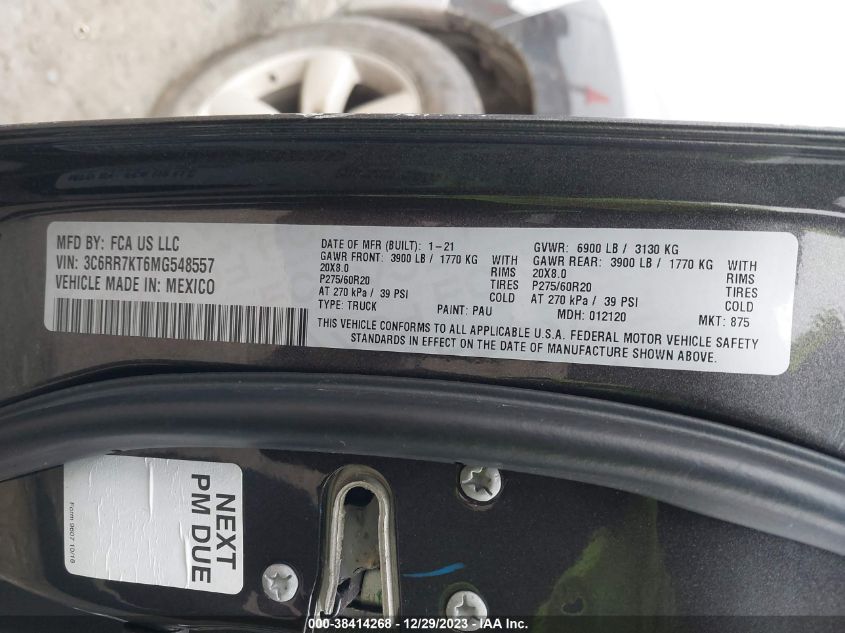 MFD BY: FCA US LLC
VIN: 3C6RR7KT6MG548557
VEHICLE MADE IN: MEXICO
DATE OF MFR (BUILT): 1-21
GAWR FRONT: 3900 LB / 1770 KG WITH
20X8.0 RIMS
P275/60R20 TIRES
AT 270 kPa / 39 PSI COLD
TYPE: TRUCK PAINT: PAU
GVWR: 6900 LB / 3130 KG
GAWR REAR: 3900 LB / 1770 KG WITH
20X8.0 RIMS
P275/60R20 TIRES
AT 270 kPa / 39 PSI COLD
MDH: 012120 MKT: 875
THIS VEHICLE CONFORMS TO ALL APPLICABLE U.S.A. FEDERAL MOTOR VEHICLE SAFETY
STANDARDS IN EFFECT ON THE DATE OF MANUFACTURE SHOWN ABOVE.
NEXT
PM DUE
Form 9607 10/18
000-38414268 - 12/29/2023 - IAA Inc.